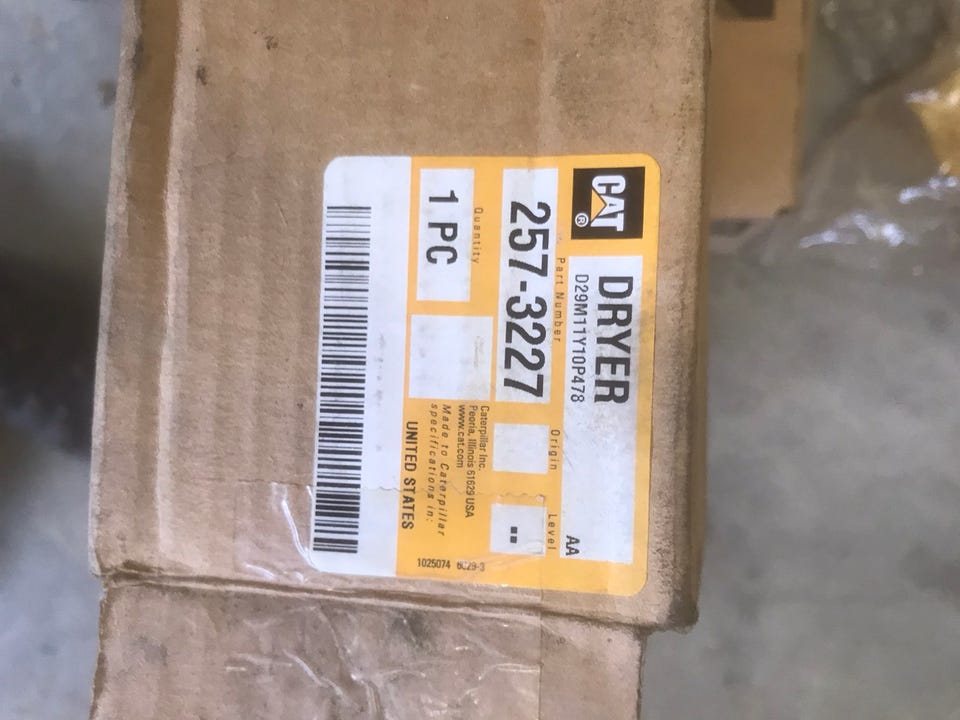 CAT®
DRYER
D29M11Y10P478
AA
Part Number
Origin
Level
257-3227
--
Quantity
1 PC
Caterpillar Inc.
Peoria, Illinois 61629 USA
www.cat.com
Made to Caterpillar
specifications in:
UNITED STATES
1025074